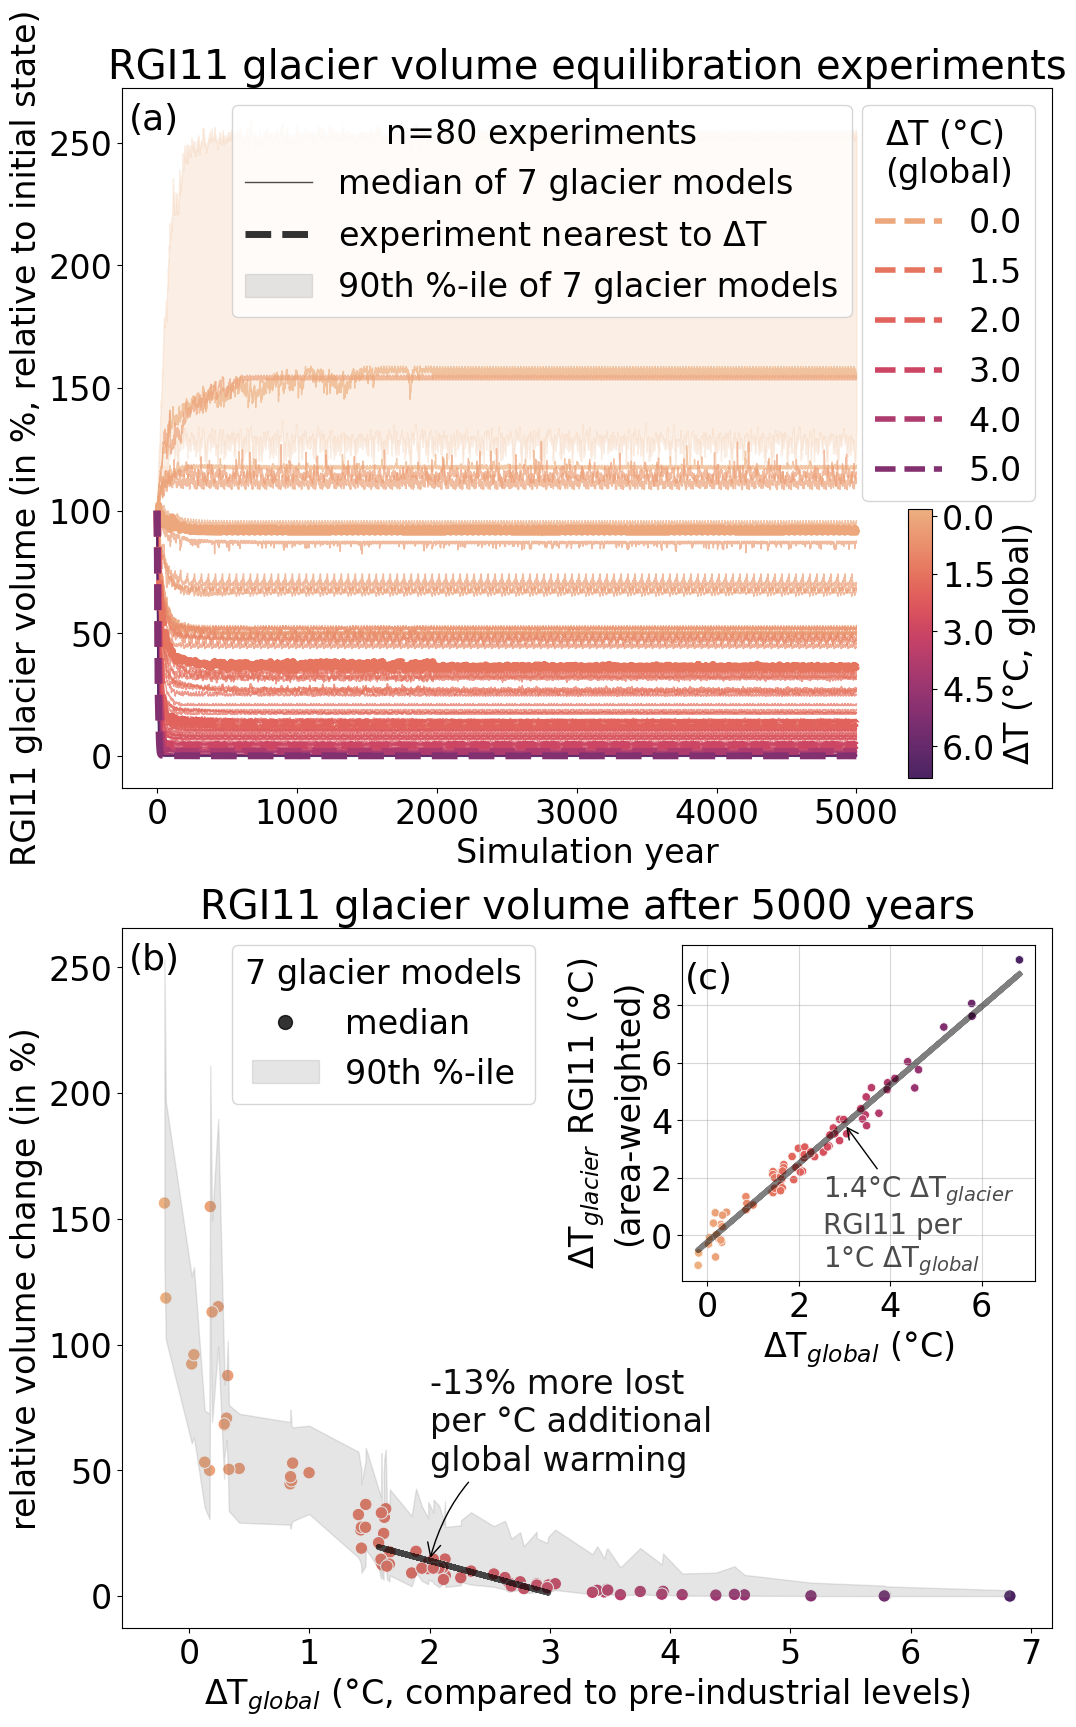 RGI11 glacier volume equilibration experiments
(a)
RGI11 glacier volume (in %, relative to initial state)
250
200
150
100
50
0
n=80 experiments
median of 7 glacier models
experiment nearest to ΔT
90th %-ile of 7 glacier models
ΔT (°C)
(global)
0.0
1.5
2.0
3.0
4.0
5.0
0.0
1.5
3.0
4.5
6.0
ΔT (°C, global)
0 1000 2000 3000 4000 5000
Simulation year
RGI11 glacier volume after 5000 years
(b)
relative volume change (in %)
250
200
150
100
50
0
7 glacier models
median
90th %-ile
-13% more lost
per °C additional
global warming
(c)
ΔTglacier RGI11 (°C)
(area-weighted)
8
6
4
2
0
1.4°C ΔTglacier
RGI11 per
1°C ΔTglobal
0 2 4 6
ΔTglobal (°C)
0 1 2 3 4 5 6 7
ΔTglobal (°C, compared to pre-industrial levels)